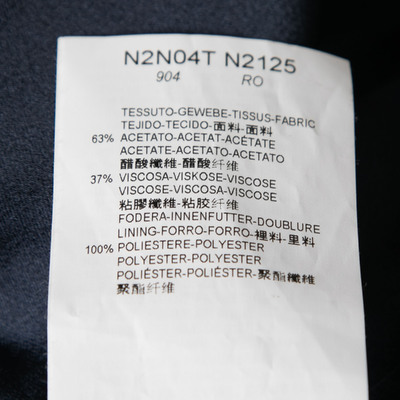 N2N04T N2125
904 RO
TESSUTO-GEWEBE-TISSUS-FABRIC
TEJIDO-TECIDO-面料-面料
63% ACETATO-ACETAT-ACÉTATE
ACETATE-ACETATO-ACETATO
醋酸纖維-醋酸纤维
37% VISCOSA-VISKOSE-VISCOSE
VISCOSE-VISCOSA-VISCOSE
粘膠纖維-粘胶纤维
FODERA-INNENFUTTER-DOUBLURE
LINING-FORRO-FORRO-裡料-里料
100% POLIESTERE-POLYESTER
POLYESTER-POLYESTER
POLIÉSTER-POLIÉSTER-聚酯纖維
聚酯纤维